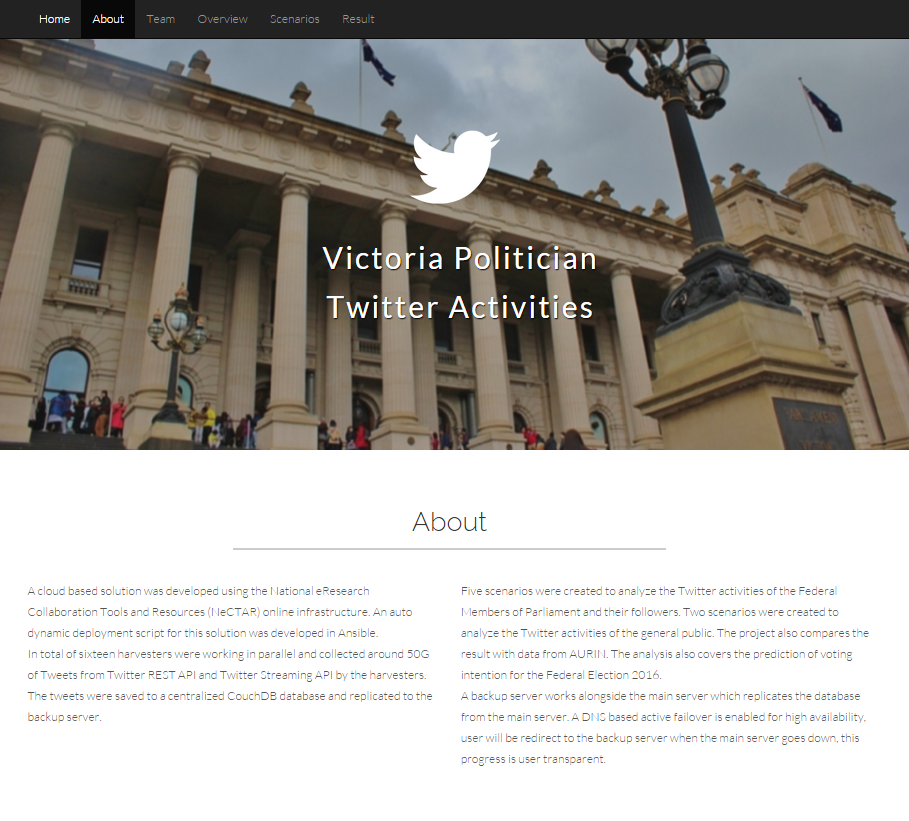 Home About Team Overview Scenarios Result
Victoria Politician
Twitter Activities
About
A cloud based solution was developed using the National eResearch
Collaboration Tools and Resources (NeCTAR) online infrastructure. An auto
dynamic deployment script for this solution was developed in Ansible.
In total of sixteen harvesters were working in parallel and collected around 50G
of Tweets from Twitter REST API and Twitter Streaming API by the harvesters.
The tweets were saved to a centralized CouchDB database and replicated to the
backup server.
Five scenarios were created to analyze the Twitter activities of the Federal
Members of Parliament and their followers. Two scenarios were created to
analyze the Twitter activities of the general public. The project also compares the
result with data from AURIN. The analysis also covers the prediction of voting
intention for the Federal Election 2016.
A backup server works alongside the main server which replicates the database
from the main server. A DNS based active failover is enabled for high availability,
user will be redirect to the backup server when the main server goes down, this
progress is user transparent.